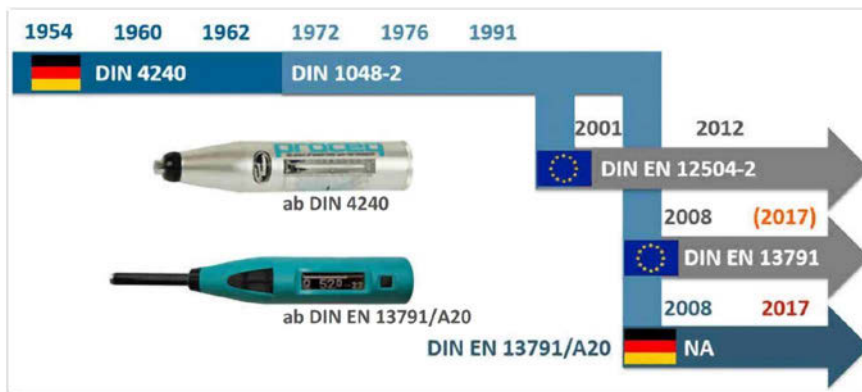 1954 1960 1962 1972 1976 1991
DIN 4240 DIN 1048-2
2001 2012
proceq
DIN EN 12504-2
ab DIN 4240
2008 (2017)
DIN EN 13791
ab DIN EN 13791/A20
2008 2017
DIN EN 13791/A20 NA